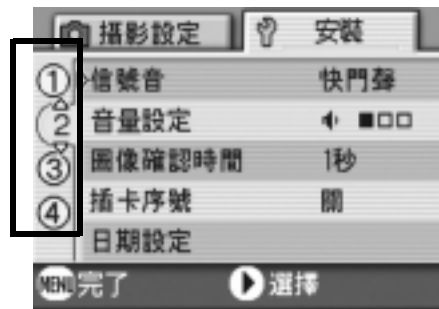 攝影設定 安裝
① 信號音 快門聲
② 音量設定
③ 圖像確認時間 1秒
④ 插卡序號 關
日期設定
MENU 完了 選擇